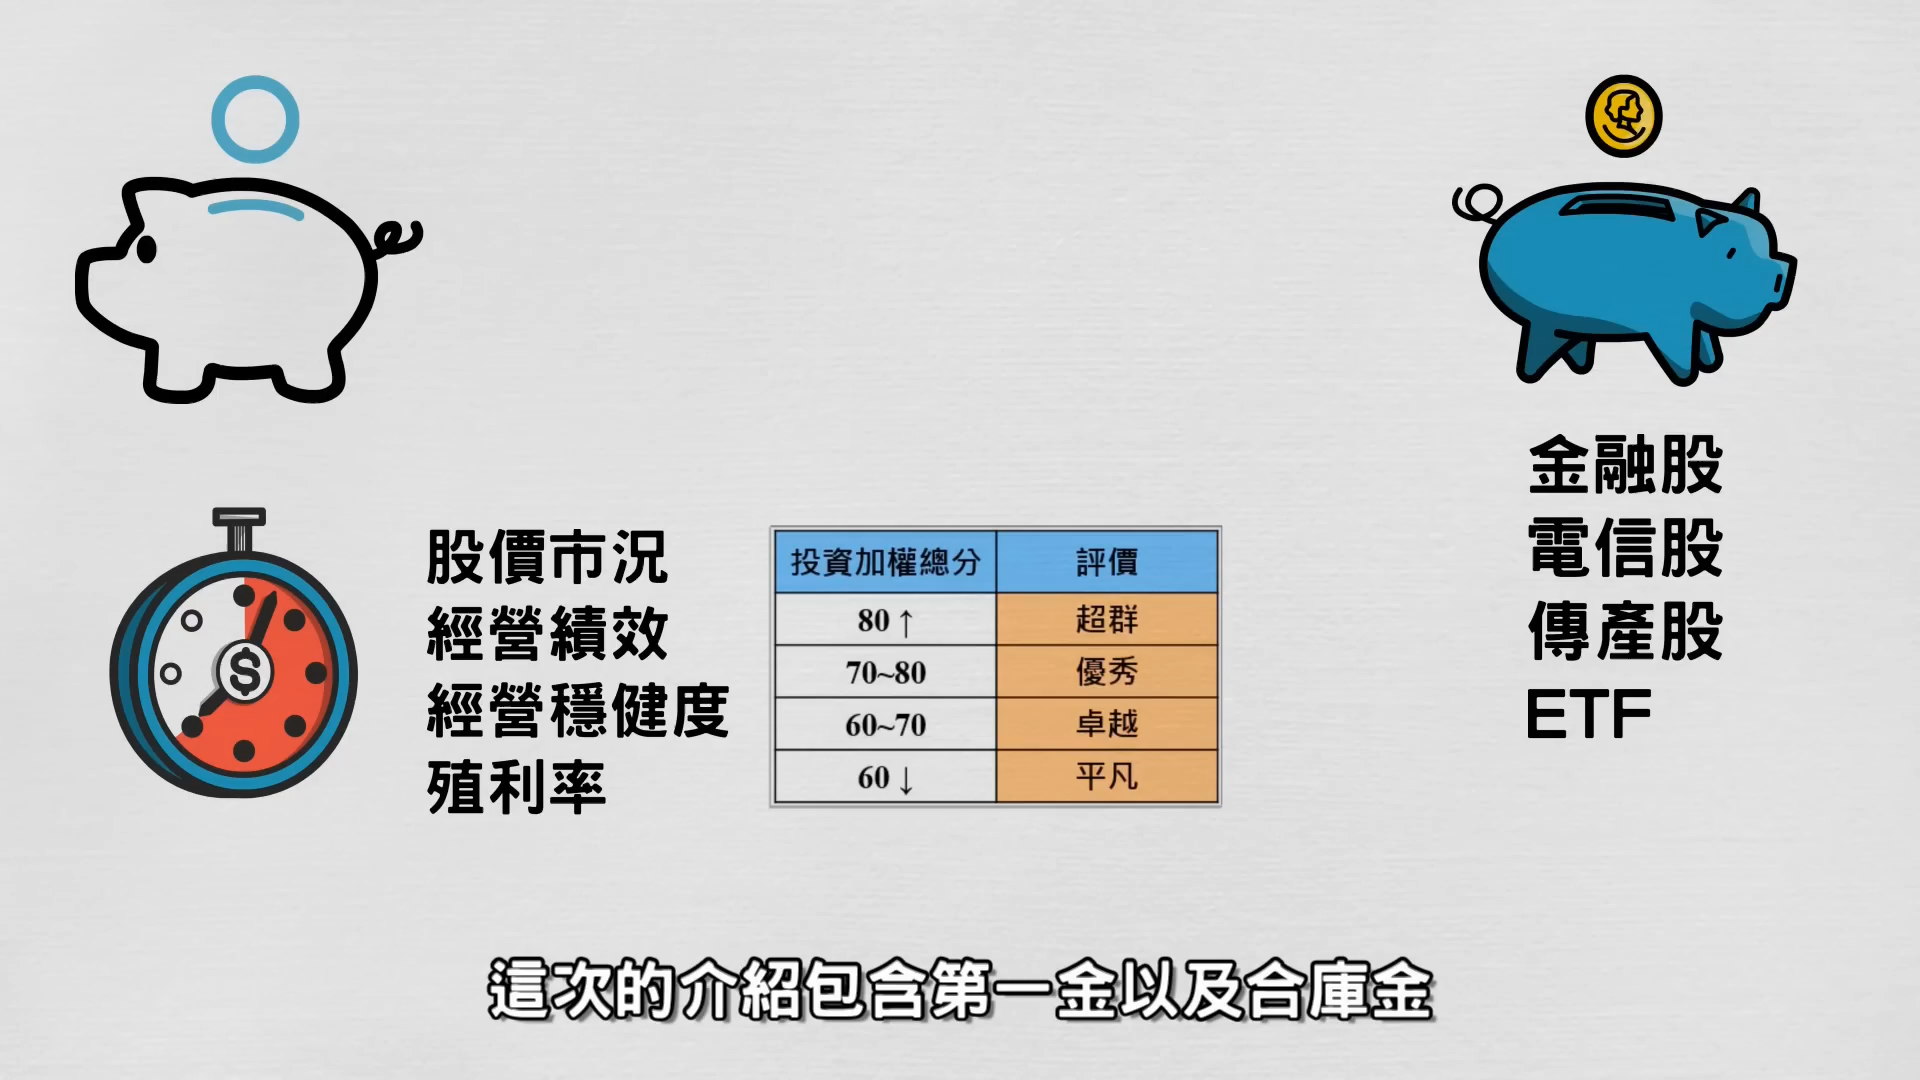 股價市況
經營績效
經營穩健度
殖利率
投資加權總分 評價
80↑ 超群
70~80 優秀
60~70 卓越
60↓ 平凡
金融股
電信股
傳產股
ETF
$
這次的介紹包含第一金以及合庫金